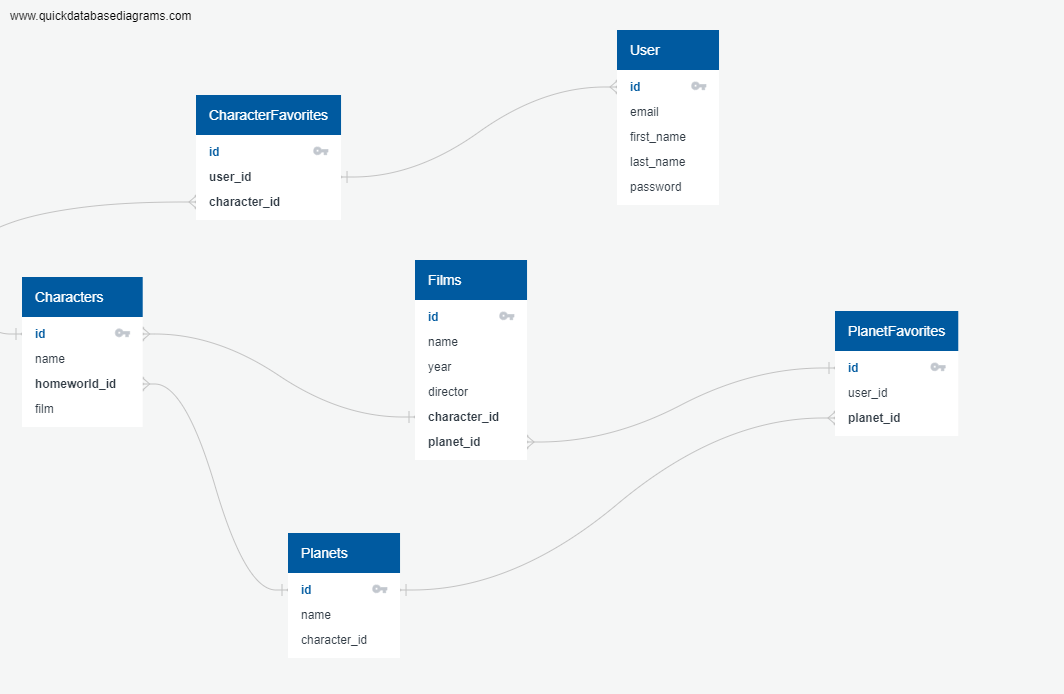 www.quickdatabasediagrams.com
User
id
email
first_name
last_name
password
CharacterFavorites
id
user_id
character_id
Characters
id
name
homeworld_id
film
Films
id
name
year
director
character_id
planet_id
PlanetFavorites
id
user_id
planet_id
Planets
id
name
character_id